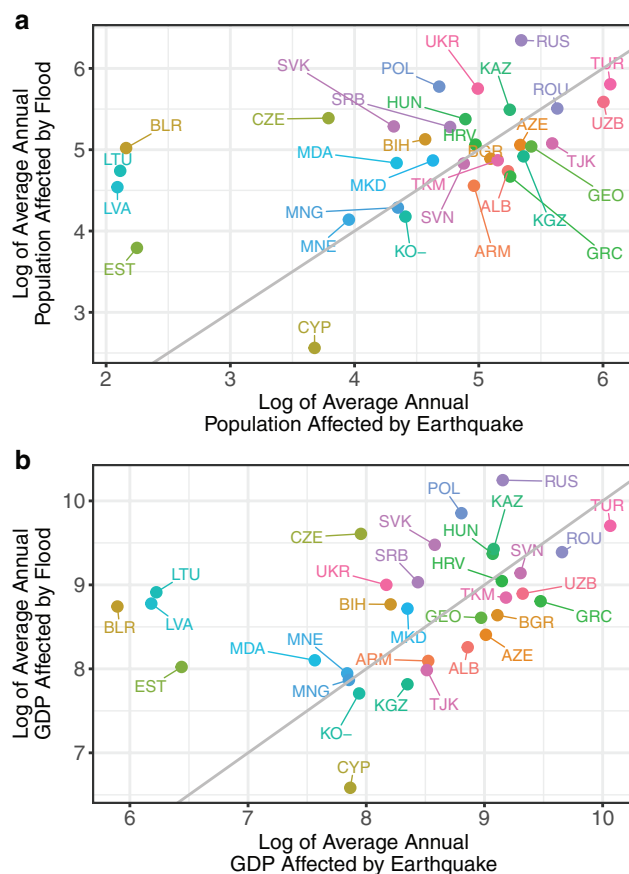 a
UKR
RUS
SVK
POL
KAZ
TUR
SRB
HUN
ROU
CZE
UZB
BLR
HRV
AZE
LTU
BIH
BGR
MDA
TJK
MKD
TKM
LVA
GEO
MNG
SVN
ALB
KGZ
MNE
KO–
ARM
GRC
EST
CYP
6
5
4
3
2
3
4
5
6
Log of Average Annual
Population Affected by Flood
Log of Average Annual
Population Affected by Earthquake
b
POL
RUS
KAZ
TUR
SVK
HUN
CZE
SVN
ROU
SRB
HRV
LTU
UKR
UZB
TKM
BIH
GRC
LVA
GEO
BGR
BLR
MNE
MKD
MDA
ARM
ALB
AZE
EST
MNG
KGZ
TJK
KO–
CYP
10
9
8
7
6
7
8
9
10
Log of Average Annual
GDP Affected by Flood
Log of Average Annual
GDP Affected by Earthquake